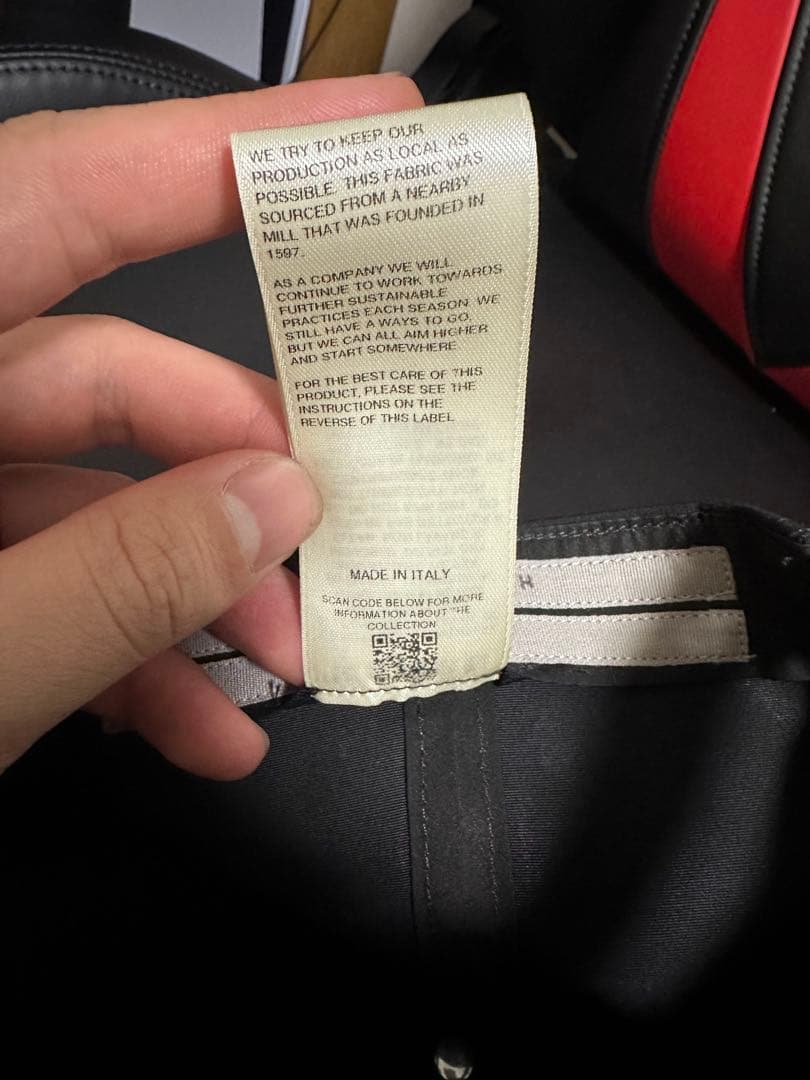 WE TRY TO KEEP OUR
PRODUCTION AS LOCAL AS
POSSIBLE. THIS FABRIC WAS
SOURCED FROM A NEARBY
MILL THAT WAS FOUNDED IN
1597.
AS A COMPANY WE WILL
CONTINUE TO WORK TOWARDS
FURTHER SUSTAINABLE
PRACTICES EACH SEASON. WE
STILL HAVE A WAYS TO GO,
BUT WE CAN ALL AIM HIGHER
AND START SOMEWHERE
FOR THE BEST CARE OF THIS
PRODUCT, PLEASE SEE THE
INSTRUCTIONS ON THE
REVERSE OF THIS LABEL
MADE IN ITALY
SCAN CODE BELOW FOR MORE
INFORMATION ABOUT THE
COLLECTION
H